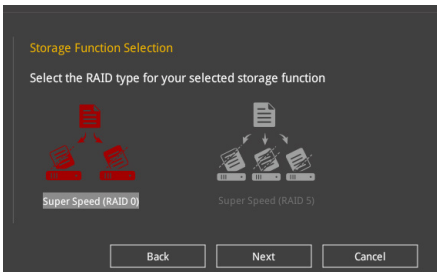 Storage Function Selection
Select the RAID type for your selected storage function
Super Speed (RAID 0)
Super Speed (RAID 5)
Back
Next
Cancel